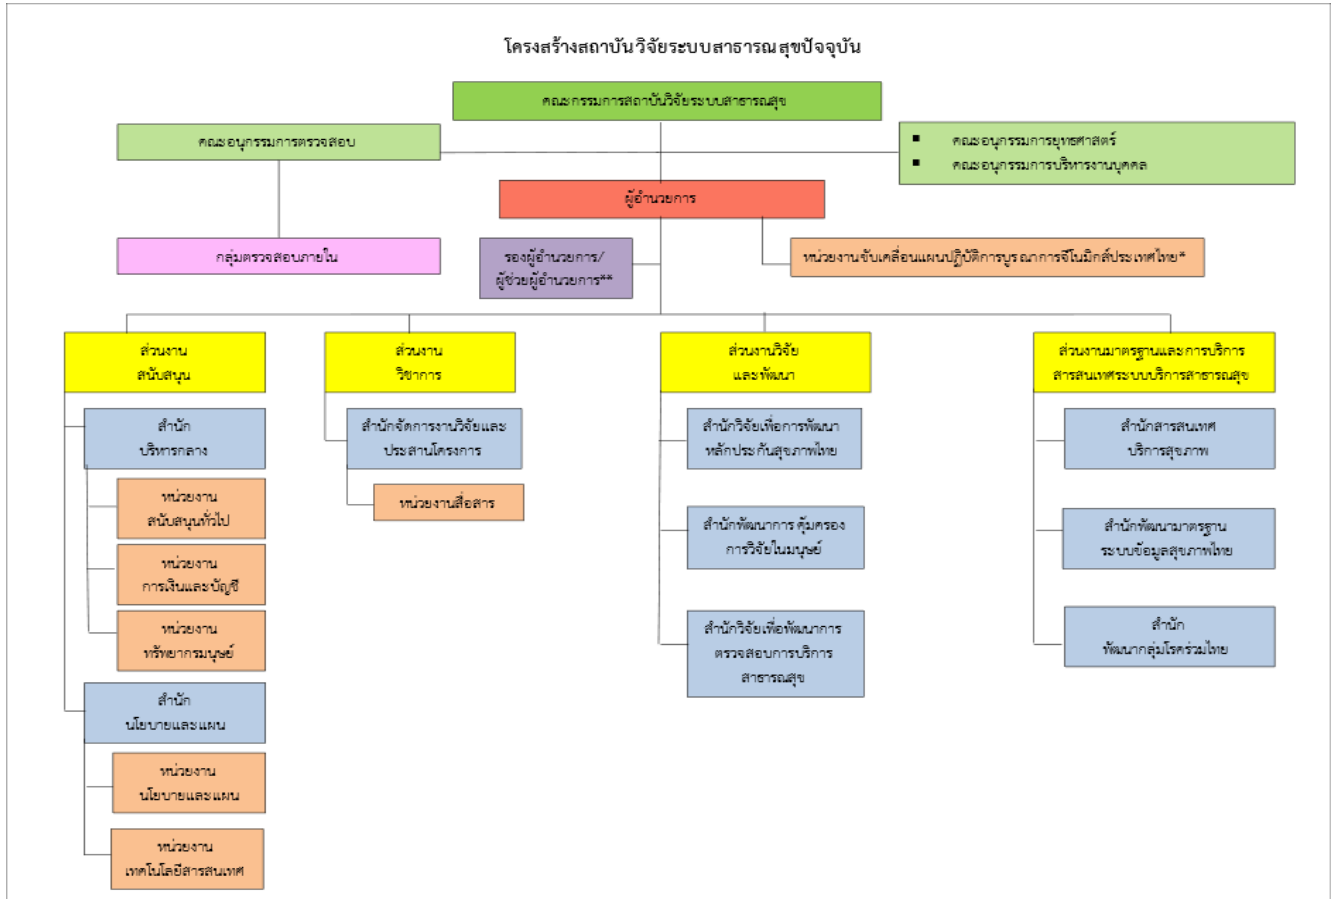 โครงสร้างสถาบันวิจัยระบบสาธารณสุขปัจจุบัน
คณะกรรมการสถาบันวิจัยระบบสาธารณสุข
คณะอนุกรรมการตรวจสอบ
▪ คณะอนุกรรมการยุทธศาสตร์
▪ คณะอนุกรรมการบริหารงานบุคคล
ผู้อำนวยการ
กลุ่มตรวจสอบภายใน
รองผู้อำนวยการ/
ผู้ช่วยผู้อำนวยการ**
หน่วยงานขับเคลื่อนแผนปฏิบัติการบูรณาการจีโนมิกส์ประเทศไทย*
ส่วนงาน
สนับสนุน
สำนัก
บริหารกลาง
หน่วยงาน
สนับสนุนทั่วไป
หน่วยงาน
การเงินและบัญชี
หน่วยงาน
ทรัพยากรมนุษย์
สำนัก
นโยบายและแผน
หน่วยงาน
นโยบายและแผน
หน่วยงาน
เทคโนโลยีสารสนเทศ
ส่วนงาน
วิชาการ
สำนักจัดการงานวิจัยและ
ประสานโครงการ
หน่วยงานสื่อสาร
ส่วนงานวิจัย
และพัฒนา
สำนักวิจัยเพื่อการพัฒนา
หลักประกันสุขภาพไทย
สำนักพัฒนาการ คุ้มครอง
การวิจัยในมนุษย์
สำนักวิจัยเพื่อพัฒนาการ
ตรวจสอบการบริการ
สาธารณสุข
ส่วนงานมาตรฐานและการบริการ
สารสนเทศระบบบริการสาธารณสุข
สำนักสารสนเทศ
บริการสุขภาพ
สำนักพัฒนามาตรฐาน
ระบบข้อมูลสุขภาพไทย
สำนัก
พัฒนากลุ่มโรคร่วมไทย